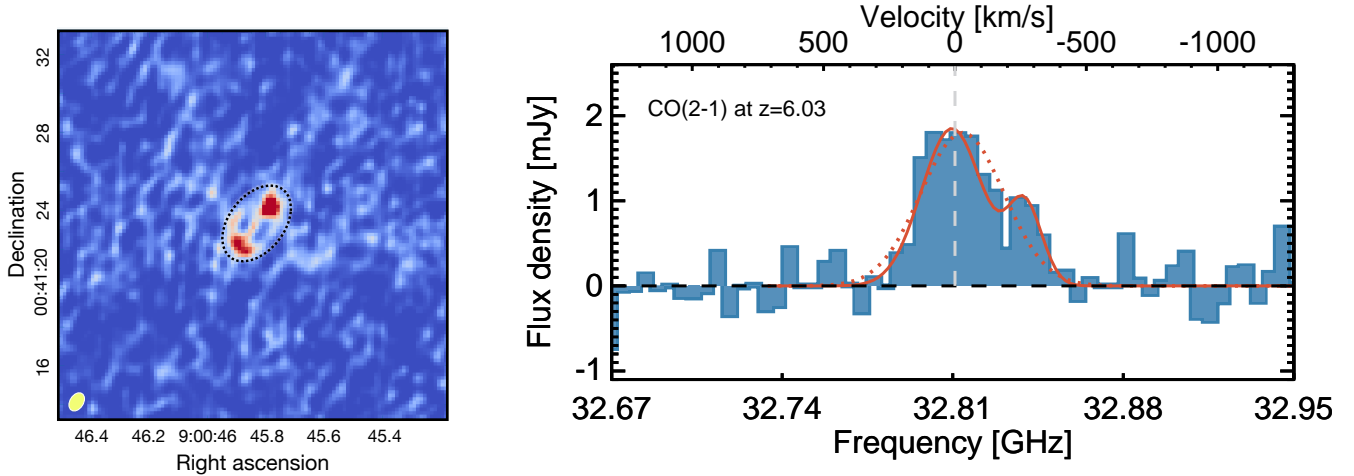 32
28
24
00:41:20
16
Declination
46.4 46.2 9:00:46 45.8 45.6 45.4
Right ascension
Velocity [km/s]
1000 500 0 -500 -1000
CO(2-1) at z=6.03
2
1
0
-1
Flux density [mJy]
32.67 32.74 32.81 32.88 32.95
Frequency [GHz]